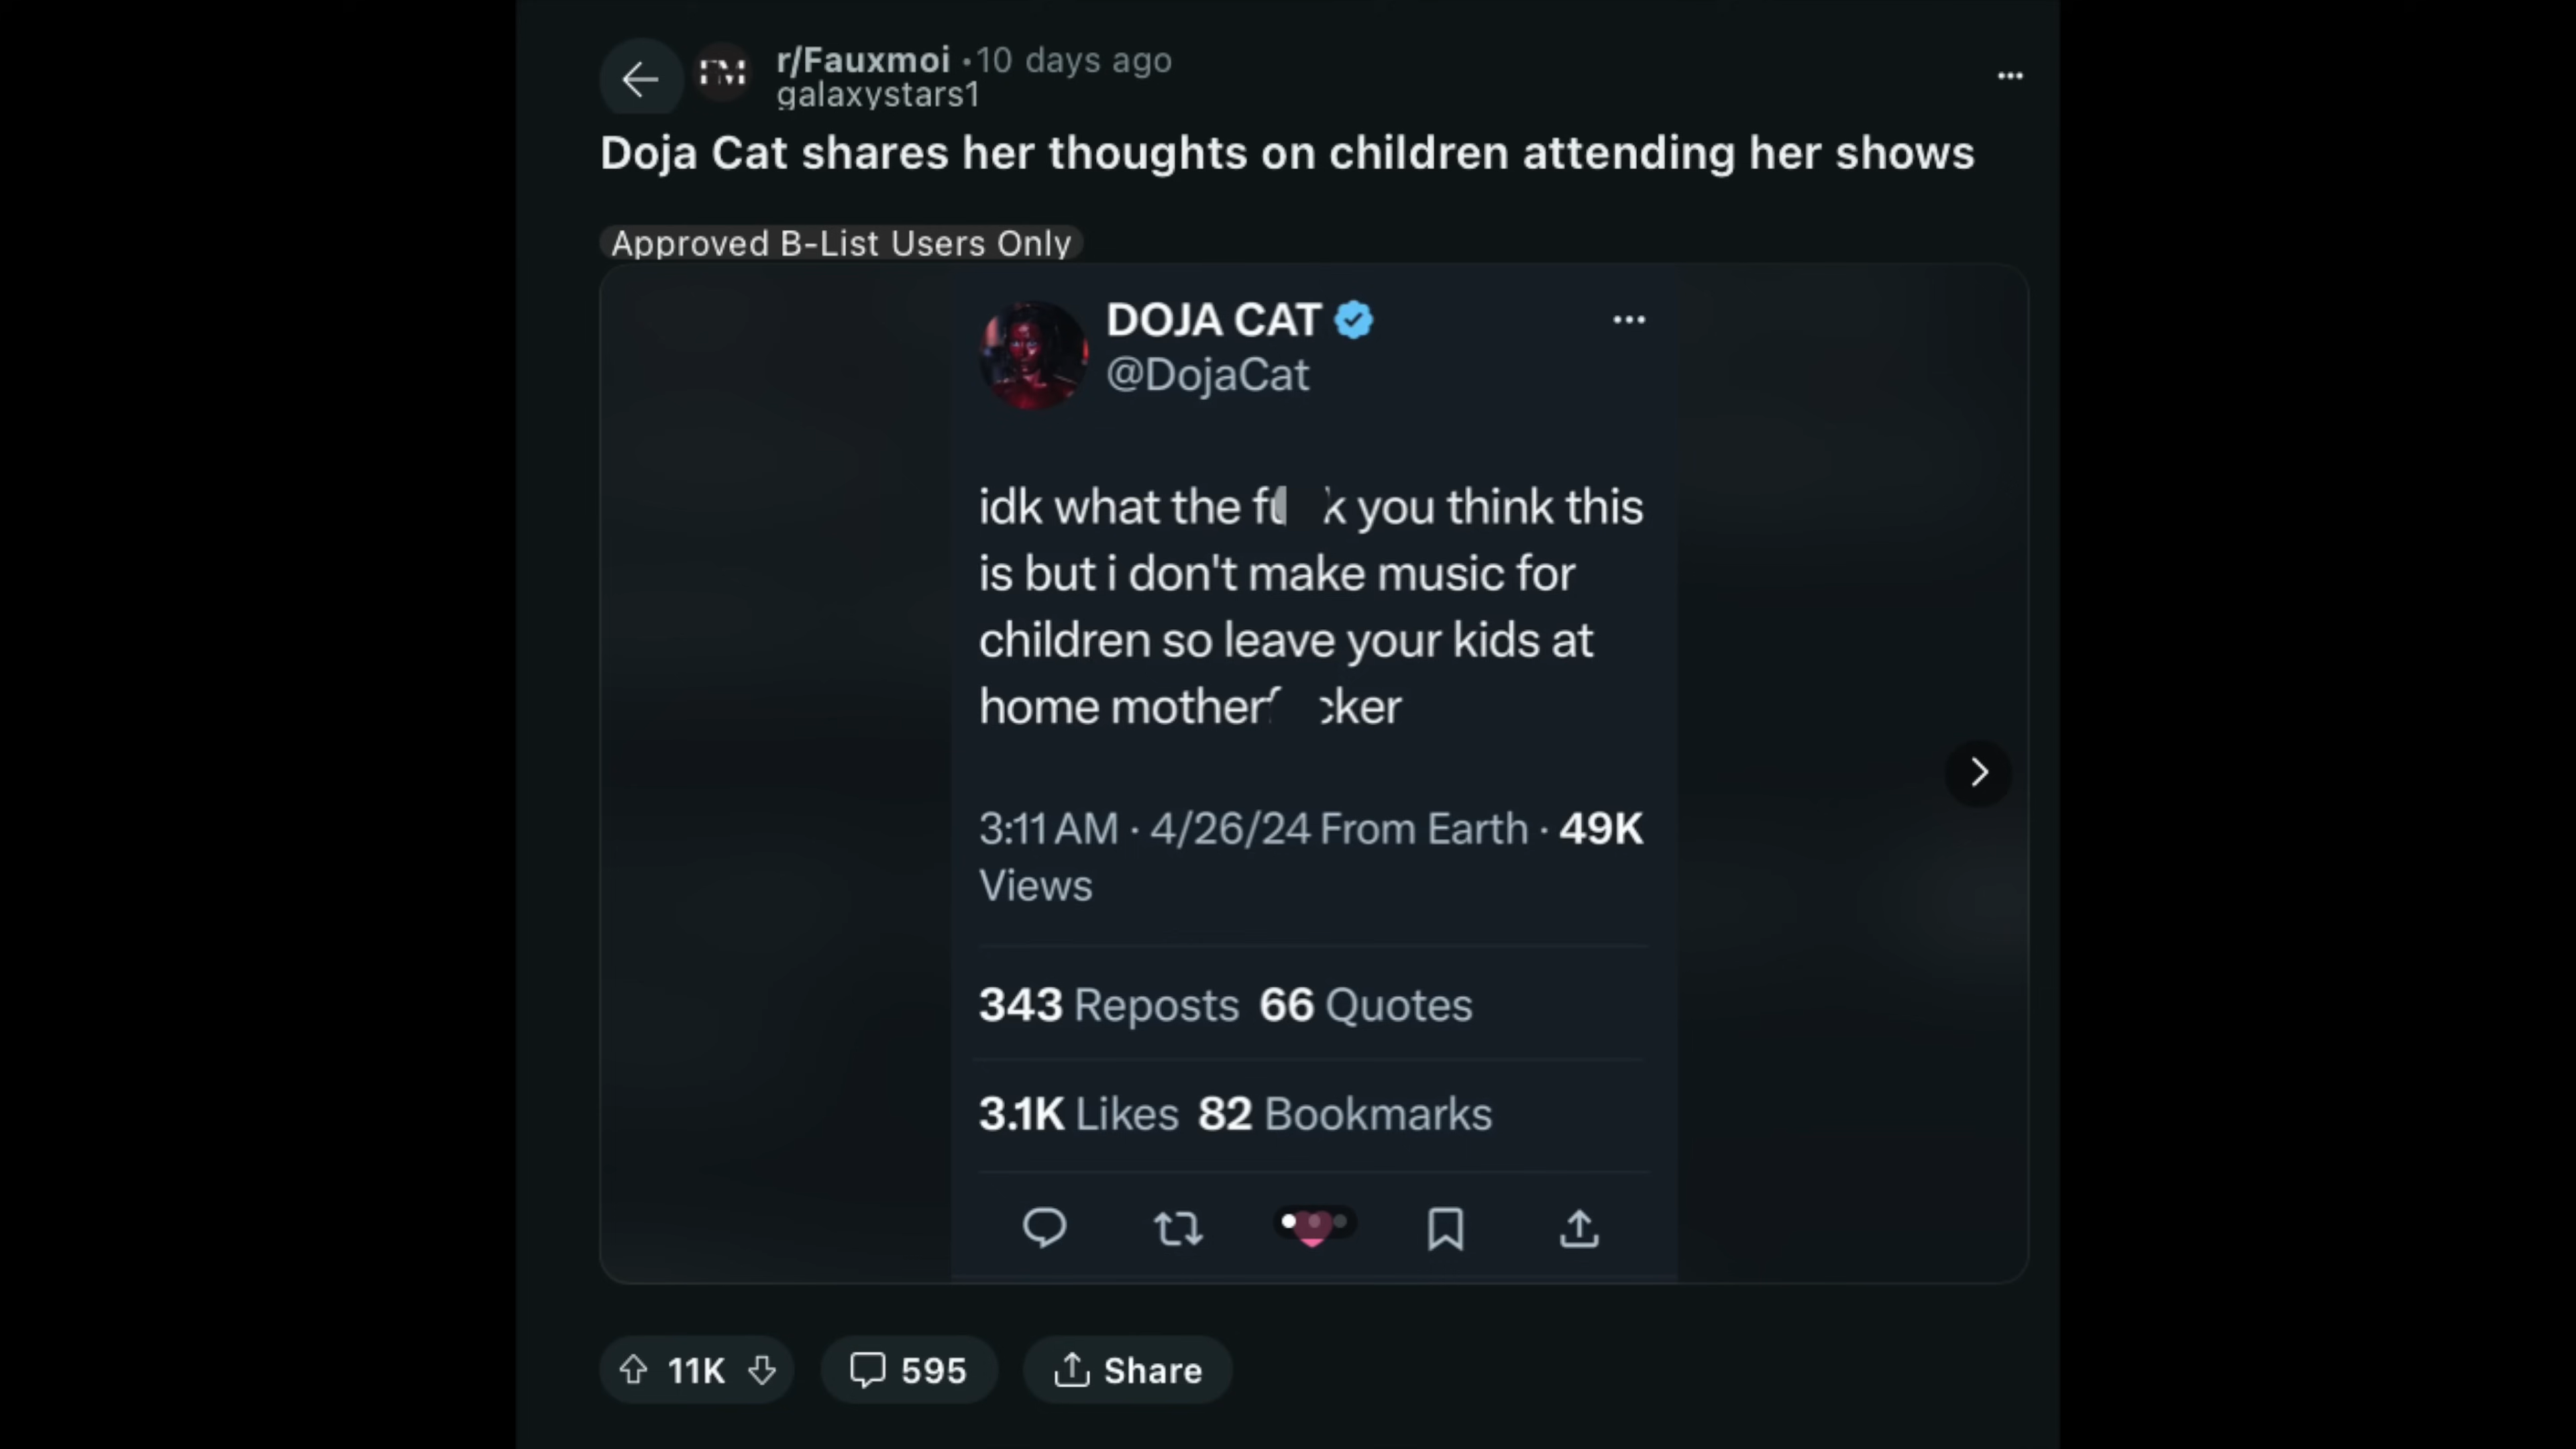 r/Fauxmoi •10 days ago
galaxystars1
Doja Cat shares her thoughts on children attending her shows
Approved B-List Users Only
DOJA CAT
@DojaCat
idk what the fu k you think this
is but i don't make music for
children so leave your kids at
home motherf cker
3:11 AM · 4/26/24 From Earth · 49K
Views
343 Reposts 66 Quotes
3.1K Likes 82 Bookmarks
11K
595
Share